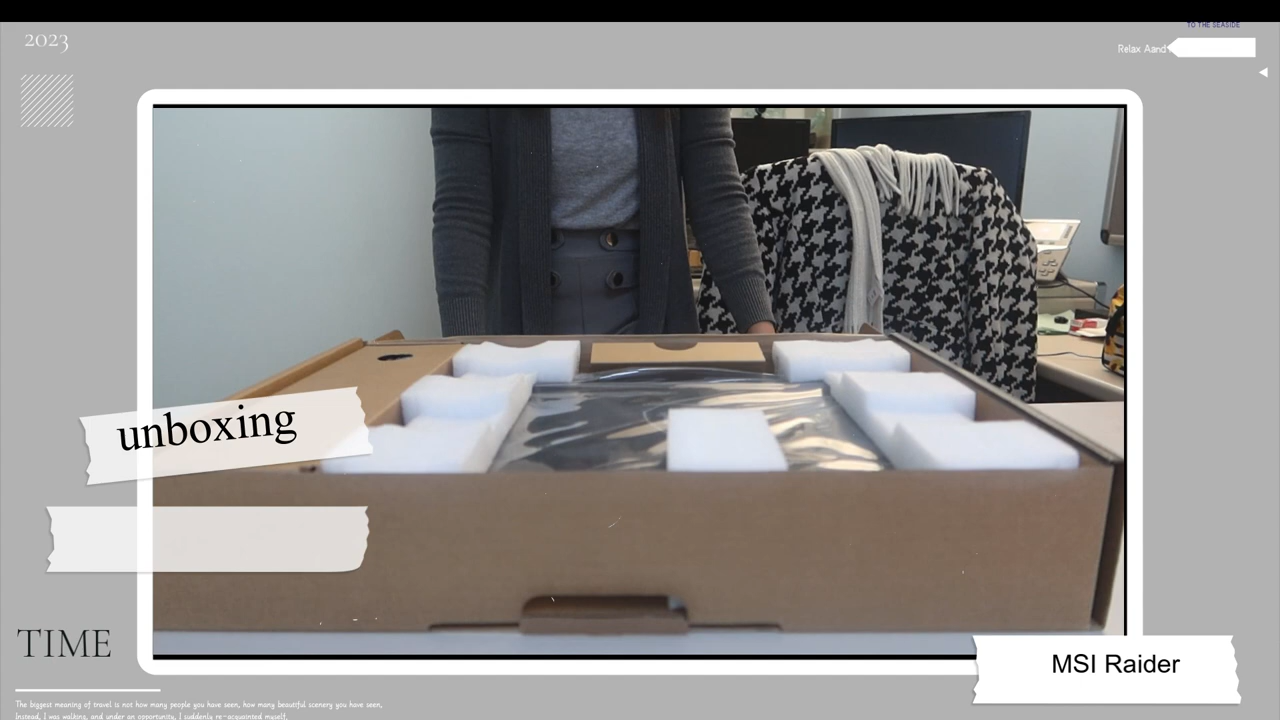 TO THE SEASIDE
2023
Relax Aand
unboxing
TIME
MSI Raider
The biggest meaning of travel is not how many people you have seen, how many beautiful scenery you have seen,
Instead, I was walking, and under an opportunity, I suddenly re-acquainted myself.